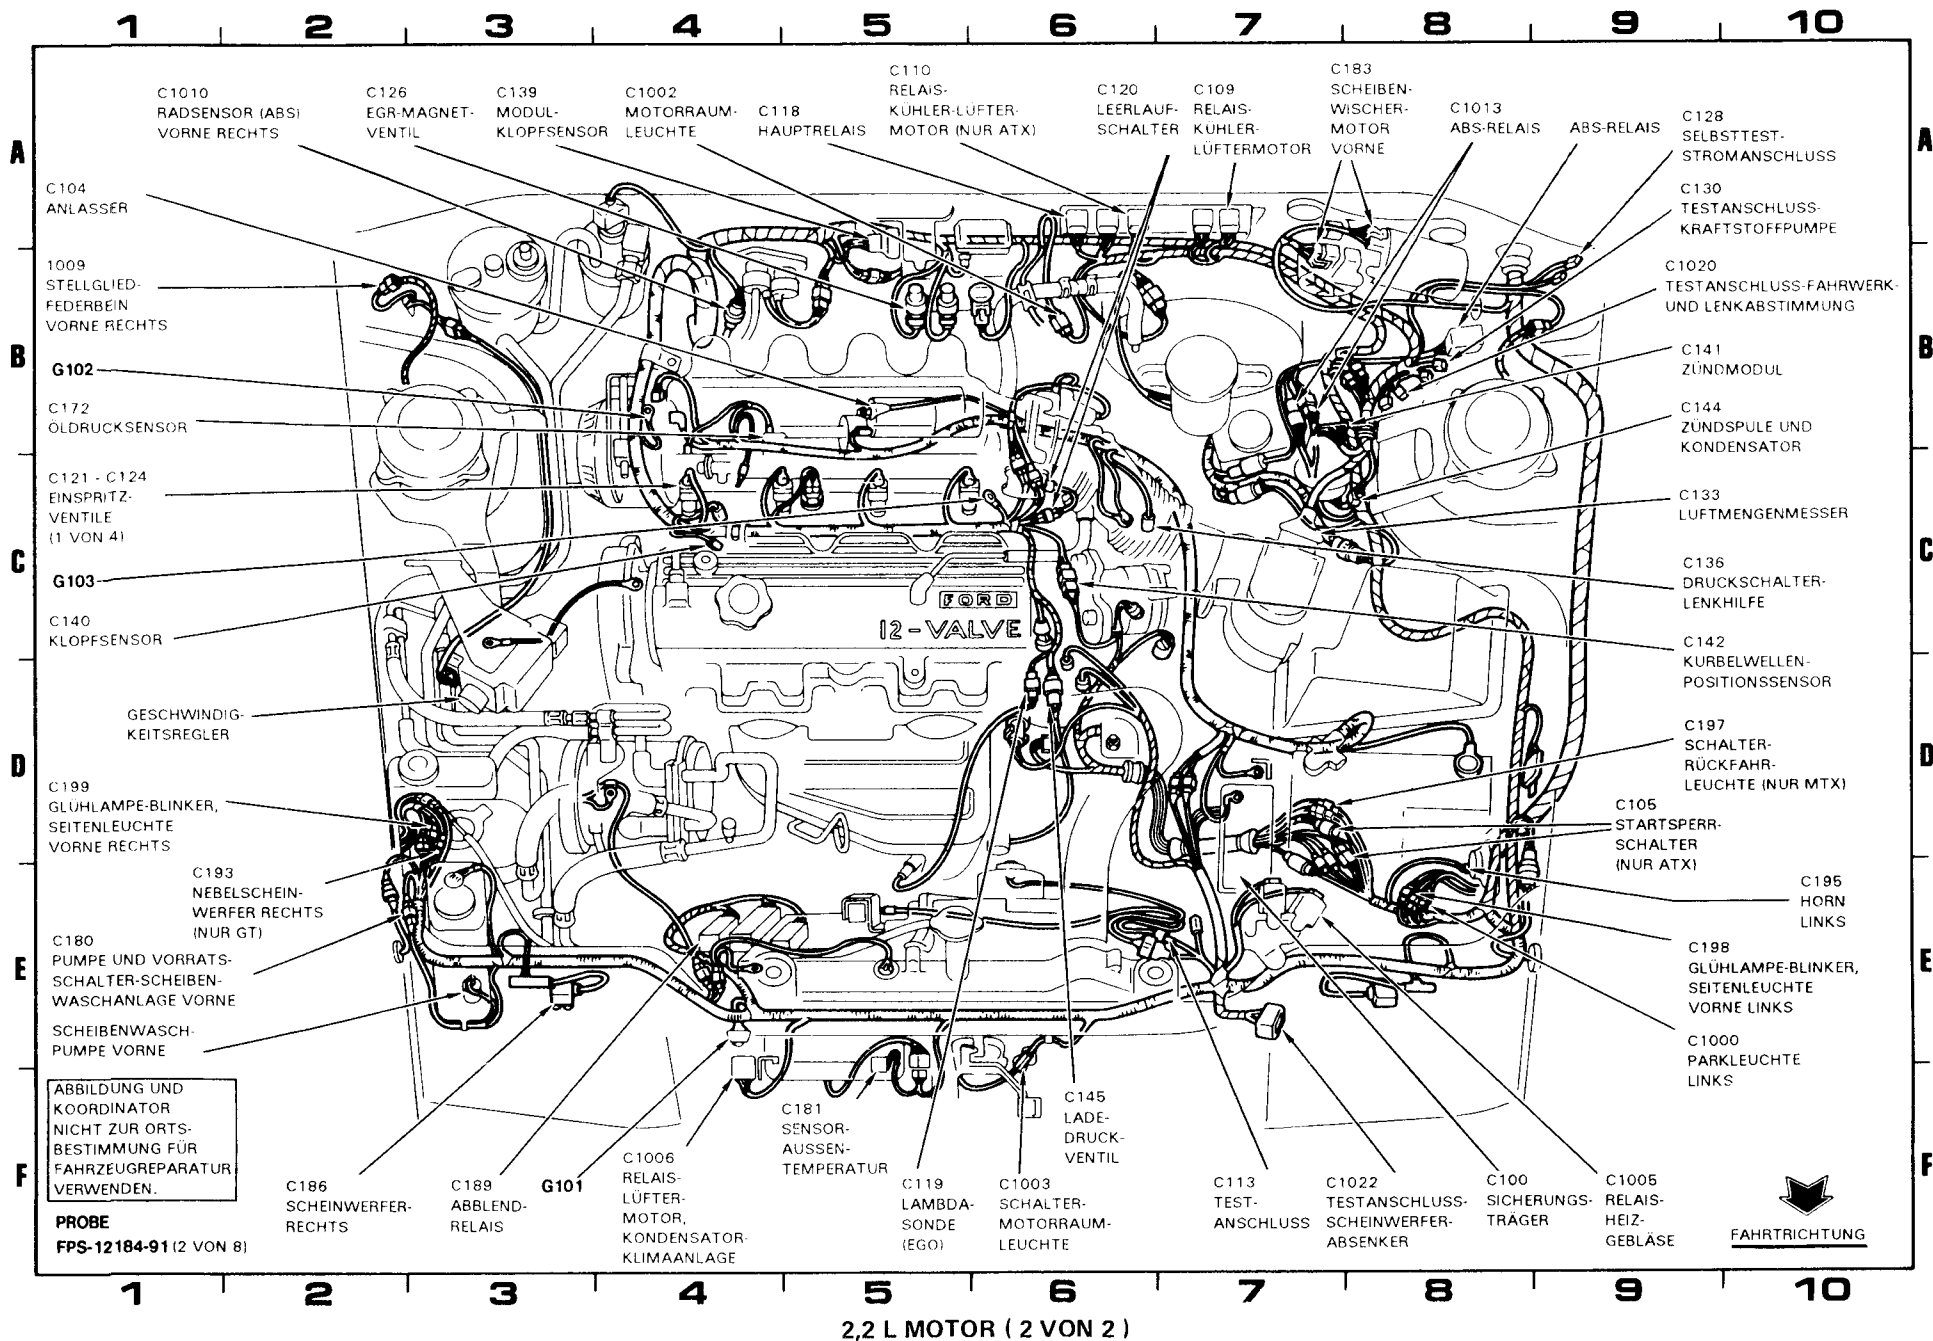 1 2 3 4 5 6 7 8 9 10
A
B
C
D
E
F
C1010
RADSENSOR (ABS)
VORNE RECHTS
C126
EGR-MAGNET-
VENTIL
C139
MODUL-
KLOPFSENSOR
C1002
MOTORRAUM-
LEUCHTE
C118
HAUPTRELAIS
C110
RELAIS-
KÜHLER-LÜFTER-
MOTOR (NUR ATX)
C120
LEERLAUF-
SCHALTER
C109
RELAIS-
KÜHLER-
LÜFTERMOTOR
C183
SCHEIBEN-
WISCHER-
MOTOR
VORNE
C1013
ABS-RELAIS
ABS-RELAIS
C128
SELBSTTEST-
STROMANSCHLUSS
C130
TESTANSCHLUSS-
KRAFTSTOFFPUMPE
C1020
TESTANSCHLUSS-FAHRWERK-
UND LENKABSTIMMUNG
C141
ZÜNDMODUL
C144
ZÜNDSPULE UND
KONDENSATOR
C133
LUFTMENGENMESSER
C136
DRUCKSCHALTER-
LENKHILFE
C142
KURBELWELLEN-
POSITIONSSENSOR
C197
SCHALTER-
RÜCKFAHR-
LEUCHTE (NUR MTX)
C105
STARTSPERR-
SCHALTER
(NUR ATX)
C195
HORN
LINKS
C198
GLÜHLAMPE-BLINKER,
SEITENLEUCHTE
VORNE LINKS
C1000
PARKLEUCHTE
LINKS
C104
ANLASSER
1009
STELLGLIED-
FEDERBEIN
VORNE RECHTS
G102
C172
ÖLDRUCKSENSOR
C121 - C124
EINSPRITZ-
VENTILE
(1 VON 4)
G103
C140
KLOPFSENSOR
GESCHWINDIG-
KEITSREGLER
C199
GLÜHLAMPE-BLINKER,
SEITENLEUCHTE
VORNE RECHTS
C193
NEBELSCHEIN-
WERFER RECHTS
(NUR GT)
C180
PUMPE UND VORRATS-
SCHALTER-SCHEIBEN-
WASCHANLAGE VORNE
SCHEIBENWASCH-
PUMPE VORNE
FORD
12-VALVE
ABBILDUNG UND
KOORDINATOR
NICHT ZUR ORTS-
BESTIMMUNG FÜR
FAHRZEUGREPARATUR
VERWENDEN.
PROBE
FPS-12184-91 (2 VON 8)
C186
SCHEINWERFER-
RECHTS
C189
ABBLEND-
RELAIS
G101
C1006
RELAIS-
LÜFTER-
MOTOR,
KONDENSATOR-
KLIMAANLAGE
C181
SENSOR-
AUSSEN-
TEMPERATUR
C119
LAMBDA-
SONDE
(EGO)
C1003
SCHALTER-
MOTORRAUM-
LEUCHTE
C145
LADE-
DRUCK-
VENTIL
C113
TEST-
ANSCHLUSS
C1022
TESTANSCHLUSS-
SCHEINWERFER-
ABSENKER
C100
SICHERUNGS-
TRÄGER
C1005
RELAIS-
HEIZ-
GEBLÄSE
FAHRTRICHTUNG
A
B
C
D
E
F
1 2 3 4 5 6 7 8 9 10
2,2 L MOTOR ( 2 VON 2 )